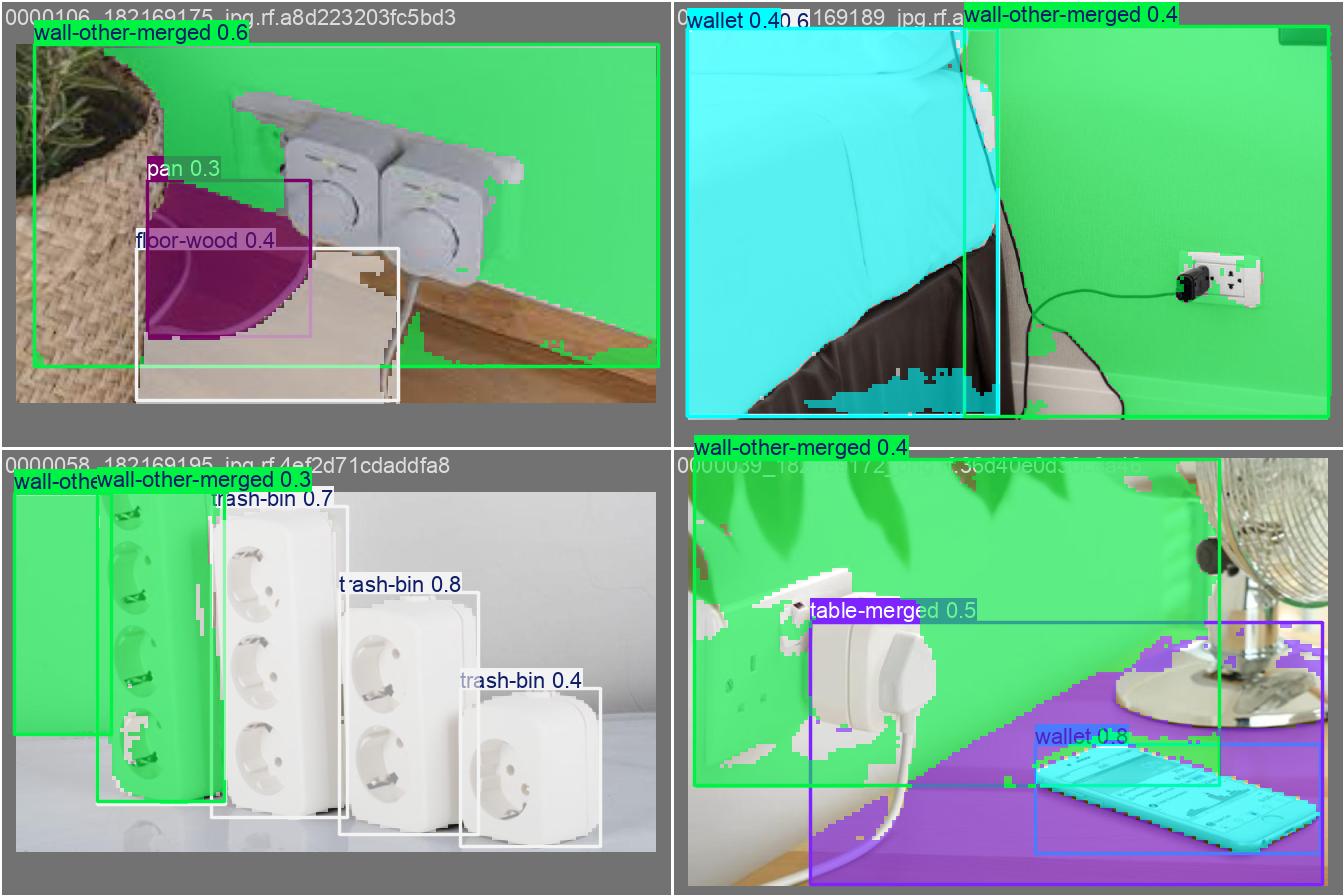 0000106_182169175_jpg.rf.a8d223203fc5bd3
wall-other-merged 0.6
pan 0.3
floor-wood 0.4
wallet 0.4
0.6
169189_jpg.rf.a
wall-other-merged 0.4
0000058_182169195_jpg.rf.4ef2d71cdaddfa8
wall-othe
wall-other-merged 0.3
trash-bin 0.7
trash-bin 0.8
trash-bin 0.4
wall-other-merged 0.4
0000039_182
table-merged 0.5
wallet 0.8